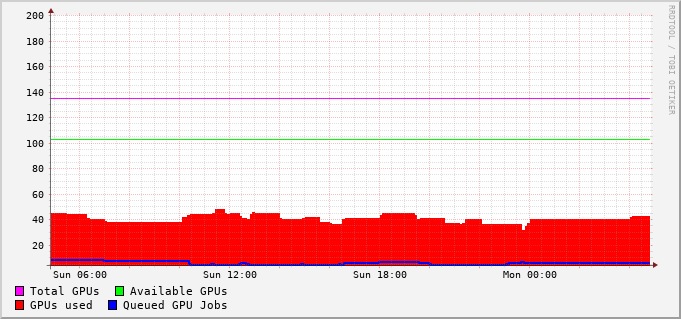 RRDTOOL / TOBI OETIKER
200
180
160
140
120
100
80
60
40
20
Sun 06:00 Sun 12:00 Sun 18:00 Mon 00:00
Total GPUs Available GPUs
GPUs used Queued GPU Jobs